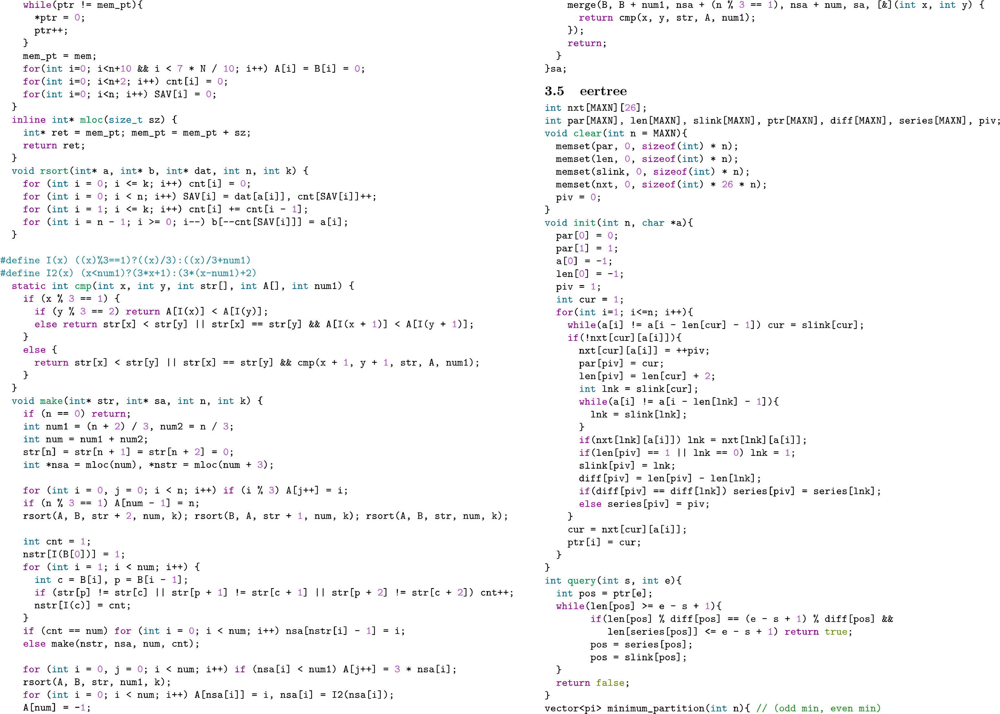 while(ptr != mem_pt){
      *ptr = 0;
      ptr++;
    }
    mem_pt = mem;
    for(int i=0; i<n+10 && i < 7 * N / 10; i++) A[i] = B[i] = 0;
    for(int i=0; i<n+2; i++) cnt[i] = 0;
    for(int i=0; i<n; i++) SAV[i] = 0;
  }
  inline int* mloc(size_t sz) {
    int* ret = mem_pt; mem_pt = mem_pt + sz;
    return ret;
  }
  void rsort(int* a, int* b, int* dat, int n, int k) {
    for (int i = 0; i <= k; i++) cnt[i] = 0;
    for (int i = 0; i < n; i++) SAV[i] = dat[a[i]], cnt[SAV[i]]++;
    for (int i = 1; i <= k; i++) cnt[i] += cnt[i - 1];
    for (int i = n - 1; i >= 0; i--) b[--cnt[SAV[i]]] = a[i];
  }

#define I(x) ((x)%3==1)?((x)/3):((x)/3+num1)
#define I2(x) (x<num1)?(3*x+1):(3*(x-num1)+2)
  static int cmp(int x, int y, int str[], int A[], int num1) {
    if (x % 3 == 1) {
      if (y % 3 == 2) return A[I(x)] < A[I(y)];
      else return str[x] < str[y] || str[x] == str[y] && A[I(x + 1)] < A[I(y + 1)];
    }
    else {
      return str[x] < str[y] || str[x] == str[y] && cmp(x + 1, y + 1, str, A, num1);
    }
  }
  void make(int* str, int* sa, int n, int k) {
    if (n == 0) return;
    int num1 = (n + 2) / 3, num2 = n / 3;
    int num = num1 + num2;
    str[n] = str[n + 1] = str[n + 2] = 0;
    int *nsa = mloc(num), *nstr = mloc(num + 3);

    for (int i = 0, j = 0; i < n; i++) if (i % 3) A[j++] = i;
    if (n % 3 == 1) A[num - 1] = n;
    rsort(A, B, str + 2, num, k); rsort(B, A, str + 1, num, k); rsort(A, B, str, num, k);

    int cnt = 1;
    nstr[I(B[0])] = 1;
    for (int i = 1; i < num; i++) {
      int c = B[i], p = B[i - 1];
      if (str[p] != str[c] || str[p + 1] != str[c + 1] || str[p + 2] != str[c + 2]) cnt++;
      nstr[I(c)] = cnt;
    }
    if (cnt == num) for (int i = 0; i < num; i++) nsa[nstr[i] - 1] = i;
    else make(nstr, nsa, num, cnt);

    for (int i = 0, j = 0; i < num; i++) if (nsa[i] < num1) A[j++] = 3 * nsa[i];
    rsort(A, B, str, num1, k);
    for (int i = 0; i < num; i++) A[nsa[i]] = i, nsa[i] = I2(nsa[i]);
    A[num] = -1;
    merge(B, B + num1, nsa + (n % 3 == 1), nsa + num, sa, [&](int x, int y) {
      return cmp(x, y, str, A, num1);
    });
    return;
  }
}sa;

3.5 eertree
int nxt[MAXN][26];
int par[MAXN], len[MAXN], slink[MAXN], ptr[MAXN], diff[MAXN], series[MAXN], piv;
void clear(int n = MAXN){
  memset(par, 0, sizeof(int) * n);
  memset(len, 0, sizeof(int) * n);
  memset(slink, 0, sizeof(int) * n);
  memset(nxt, 0, sizeof(int) * 26 * n);
  piv = 0;
}
void init(int n, char *a){
  par[0] = 0;
  par[1] = 1;
  a[0] = -1;
  len[0] = -1;
  piv = 1;
  int cur = 1;
  for(int i=1; i<=n; i++){
    while(a[i] != a[i - len[cur] - 1]) cur = slink[cur];
    if(!nxt[cur][a[i]]){
      nxt[cur][a[i]] = ++piv;
      par[piv] = cur;
      len[piv] = len[cur] + 2;
      int lnk = slink[cur];
      while(a[i] != a[i - len[lnk] - 1]){
        lnk = slink[lnk];
      }
      if(nxt[lnk][a[i]]) lnk = nxt[lnk][a[i]];
      if(len[piv] == 1 || lnk == 0) lnk = 1;
      slink[piv] = lnk;
      diff[piv] = len[piv] - len[lnk];
      if(diff[piv] == diff[lnk]) series[piv] = series[lnk];
      else series[piv] = piv;
    }
    cur = nxt[cur][a[i]];
    ptr[i] = cur;
  }
}
int query(int s, int e){
  int pos = ptr[e];
  while(len[pos] >= e - s + 1){
        if(len[pos] % diff[pos] == (e - s + 1) % diff[pos] &&
           len[series[pos]] <= e - s + 1) return true;
        pos = series[pos];
        pos = slink[pos];
  }
  return false;
}
vector<pi> minimum_partition(int n){ // (odd min, even min)